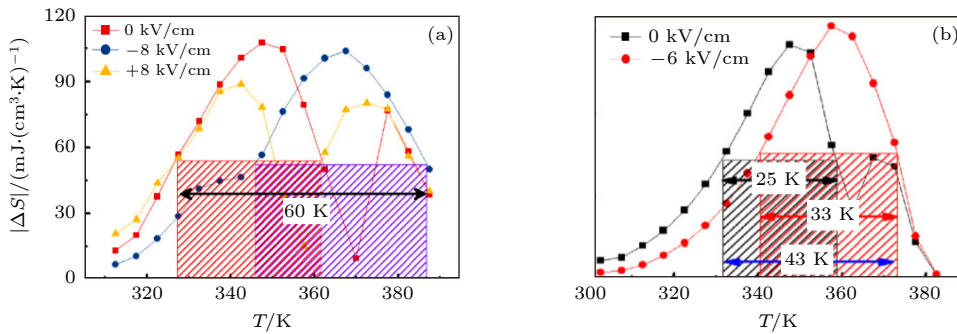 120
90
60
30
0
|ΔS|/(mJ·(cm³·K)⁻¹)
0 kV/cm
−8 kV/cm
+8 kV/cm
(a)
60 K
320 340 360 380
T/K
0 kV/cm
−6 kV/cm
(b)
25 K
33 K
43 K
300 320 340 360 380
T/K